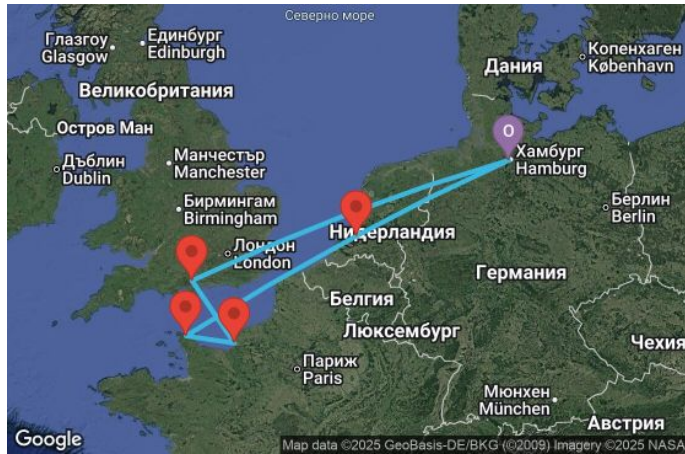 Северно море
Глазгоу
Glasgow
Единбург
Edinburgh
Копенхаген
København
Дания
Великобритания
Остров Ман
О
Хамбург
Hamburg
Дъблин
Dublin
Манчестър
Manchester
Бирмингам
Birmingham
Берлин
Berlin
Нидерландия
Лондон
London
Германия
Белгия
Люксембург
Чехия
Париж
Paris
Мюнхен
München
Австрия
Google
Map data ©2025 GeoBasis-DE/BKG (©2009) Imagery ©2025 NASA